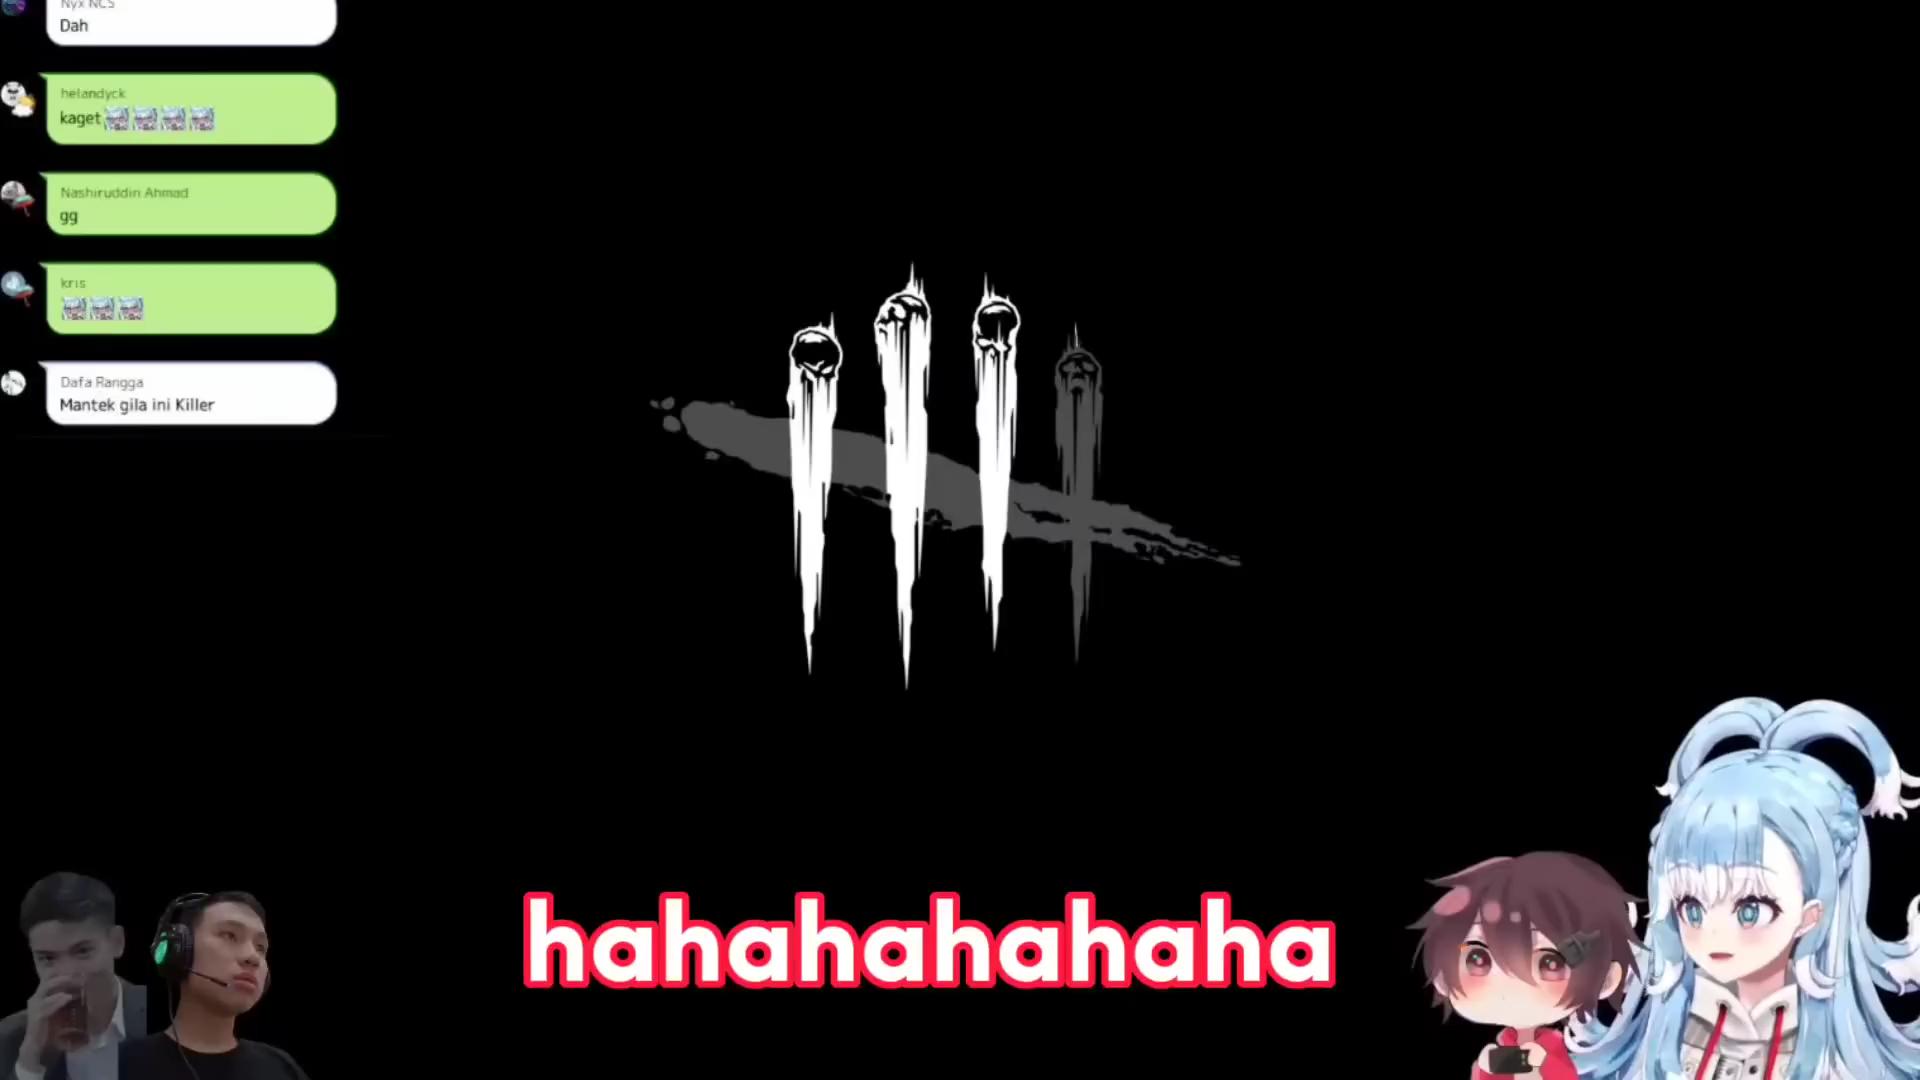 Nyx NCS
Dah
helandyck
kaget
Nashiruddin Ahmad
gg
kris
Dafa Rangga
Mantek gila ini Killer
hahahahahaha